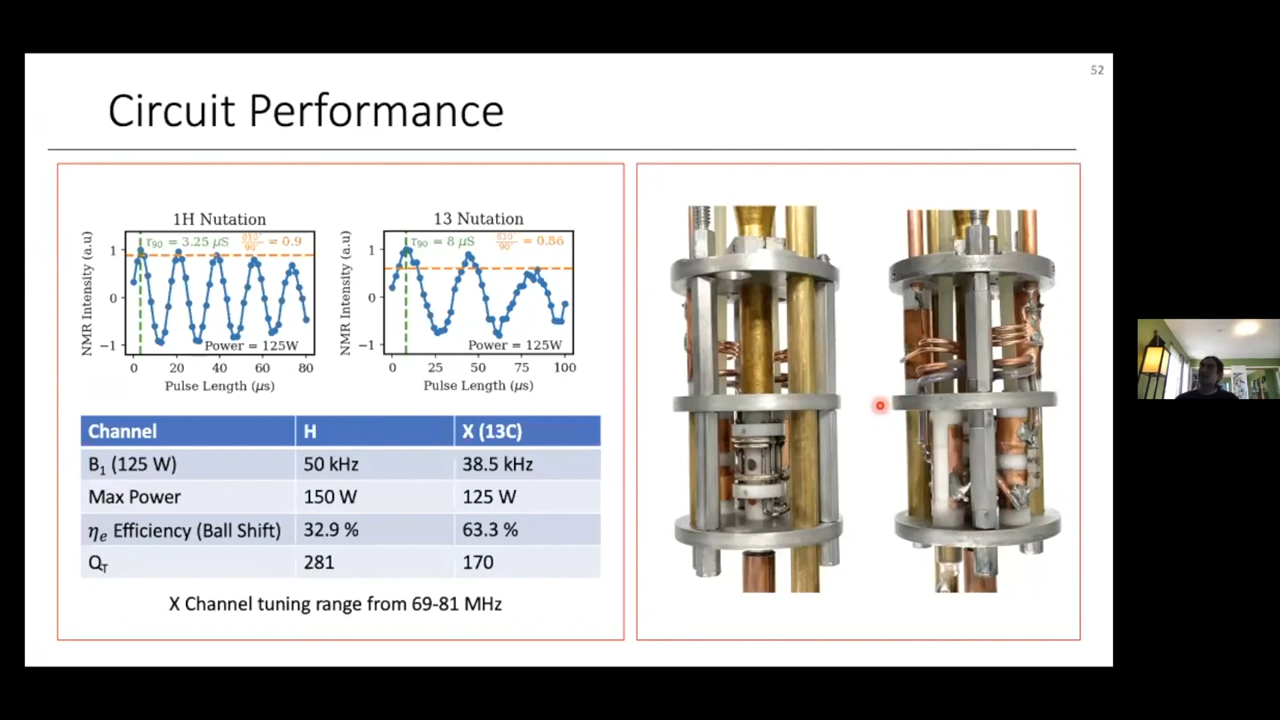 52
Circuit Performance
1H Nutation
NMR Intensity (a.u)
1
0
−1
τ90 = 3.25 μS
810°/90° = 0.9
Power = 125W
0 20 40 60 80
Pulse Length (μs)
13 Nutation
NMR Intensity (a.u)
1
0
−1
τ90 = 8 μS
810°/90° = 0.86
Power = 125W
0 25 50 75 100
Pulse Length (μs)
Channel H X (13C)
B1 (125 W) 50 kHz 38.5 kHz
Max Power 150 W 125 W
ηe Efficiency (Ball Shift) 32.9 % 63.3 %
QT 281 170
X Channel tuning range from 69-81 MHz